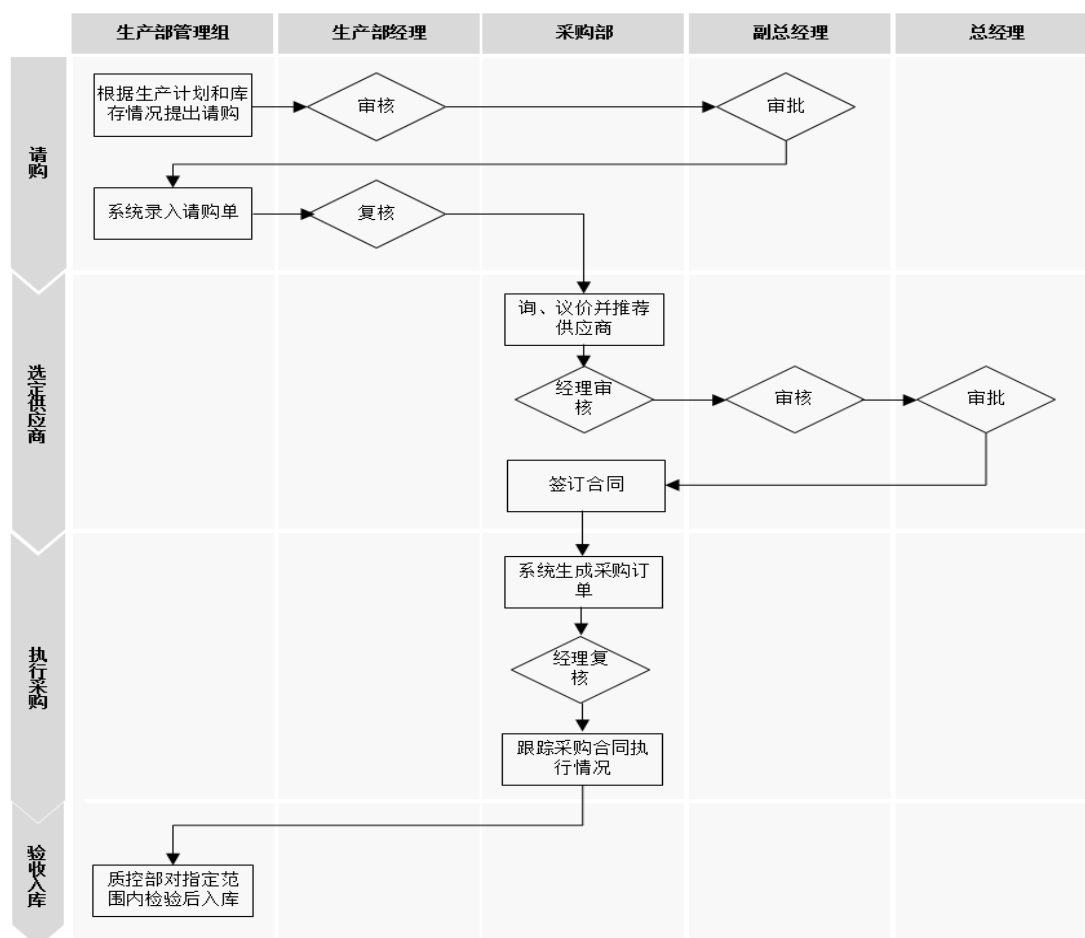 生产部管理组
生产部经理
采购部
副总经理
总经理
请购
根据生产计划和库
存情况提出请购
审核
审批
系统录入请购单
复核
选定供应商
询、议价并推荐
供应商
经理审
核
审核
审批
签订合同
执行采购
系统生成采购订
单
经理复
核
跟踪采购合同执
行情况
验收入库
质控部对指定范
围内检验后入库